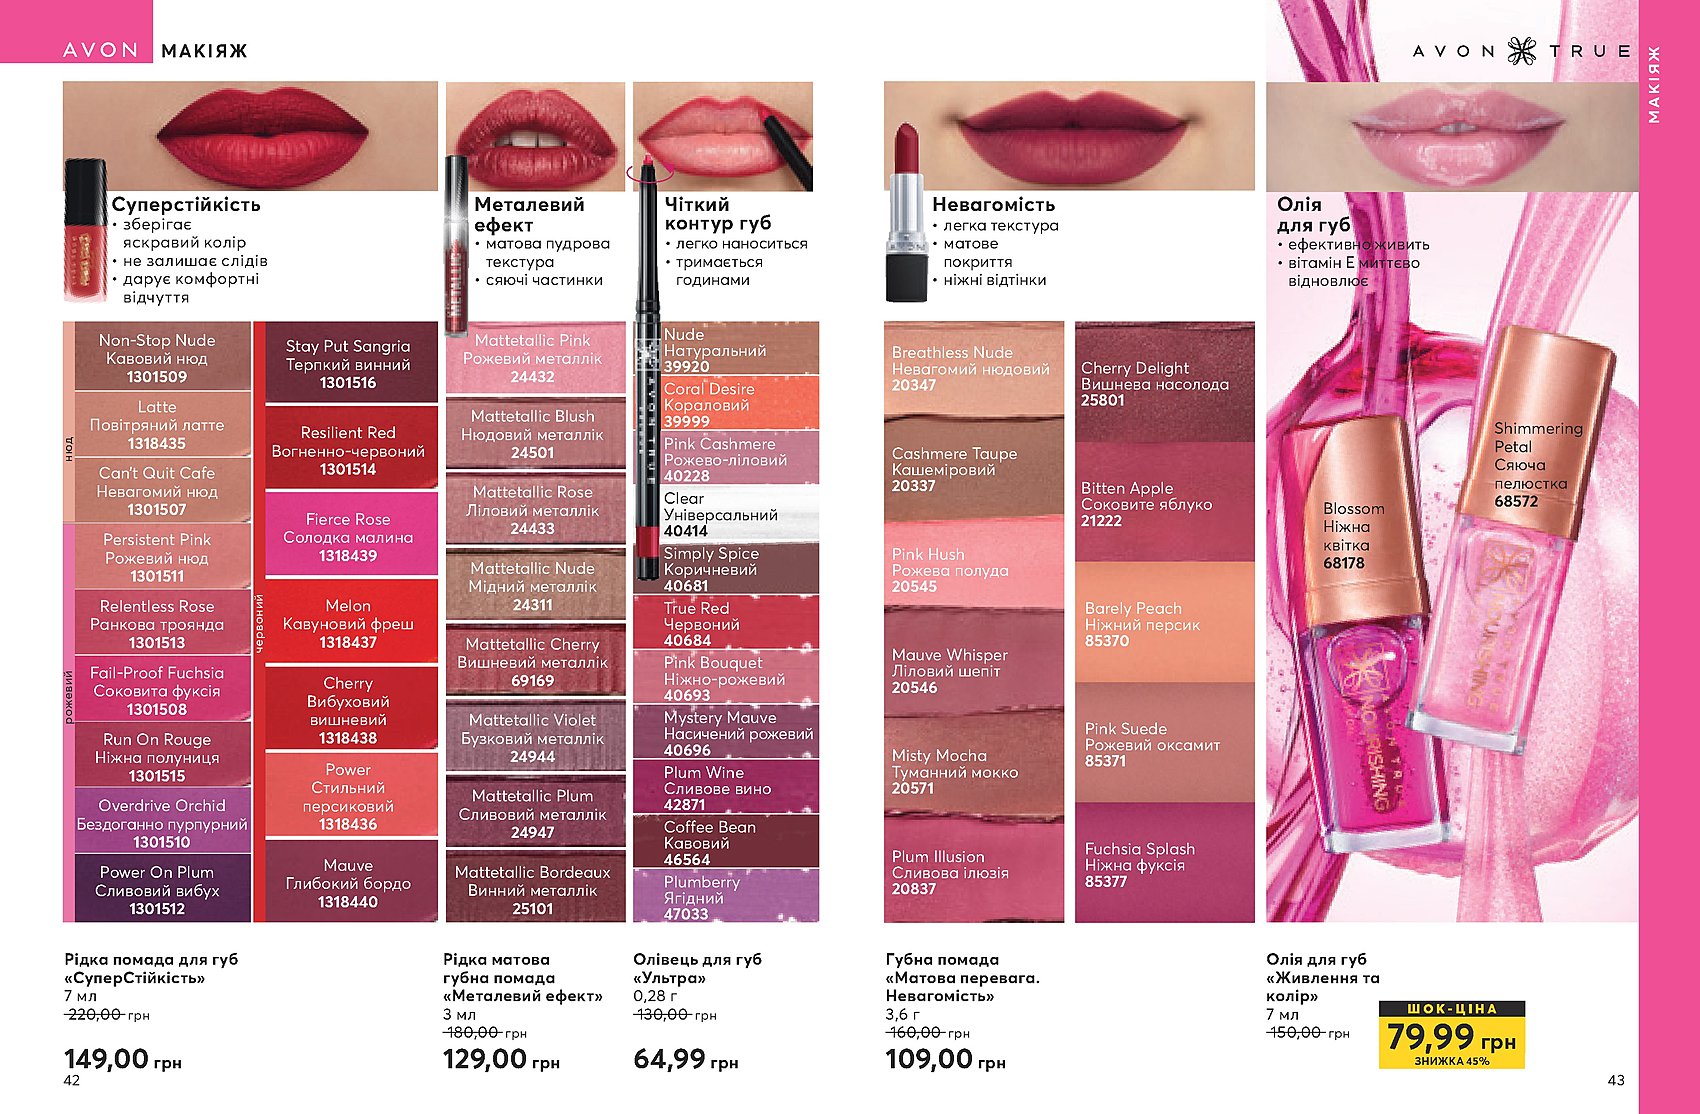 AVON МАКІЯЖ
Суперстійкість
• зберігає
яскравий колір
• не залишає слідів
• дарує комфортні
відчуття
нюд
Non-Stop Nude
Кавовий нюд
1301509
Latte
Повітряний латте
1318435
Can't Quit Cafe
Невагомий нюд
1301507
рожевий
Persistent Pink
Рожевий нюд
1301511
Relentless Rose
Ранкова троянда
1301513
Fail-Proof Fuchsia
Соковита фуксія
1301508
Run On Rouge
Ніжна полуниця
1301515
Overdrive Orchid
Бездоганно пурпурний
1301510
Power On Plum
Сливовий вибух
1301512
червоний
Stay Put Sangria
Терпкий винний
1301516
Resilient Red
Вогненно-червоний
1301514
Fierce Rose
Солодка малина
1318439
Melon
Кавуновий фреш
1318437
Cherry
Вибуховий
вишневий
1318438
Power
Стильний
персиковий
1318436
Mauve
Глибокий бордо
1318440
Рідка помада для губ
«СуперСтійкість»
7 мл
220,00 грн
149,00 грн
42
Металевий
ефект
• матова пудрова
текстура
• сяючі частинки
METALLIC
Mattetallic Pink
Рожевий металлік
24432
Mattetallic Blush
Нюдовий металлік
24501
Mattetallic Rose
Ліловий металлік
24433
Mattetallic Nude
Мідний металлік
24311
Mattetallic Cherry
Вишневий металлік
69169
Mattetallic Violet
Бузковий металлік
24944
Mattetallic Plum
Сливовий металлік
24947
Mattetallic Bordeaux
Винний металлік
25101
Рідка матова
губна помада
«Металевий ефект»
3 мл
180,00 грн
129,00 грн
Чіткий
контур губ
• легко наноситься
• тримається
годинами
AVON TRUE
Nude
Натуральний
39920
Coral Desire
Кораловий
39999
Pink Cashmere
Рожево-ліловий
40228
Clear
Універсальний
40414
Simply Spice
Коричневий
40681
True Red
Червоний
40684
Pink Bouquet
Ніжно-рожевий
40693
Mystery Mauve
Насичений рожевий
40696
Plum Wine
Сливове вино
42871
Coffee Bean
Кавовий
46564
Plumberry
Ягідний
47033
Олівець для губ
«Ультра»
0,28 г
130,00 грн
64,99 грн
Невагомість
• легка текстура
• матове
покриття
• ніжні відтінки
AVON
Breathless Nude
Невагомий нюдовий
20347
Cashmere Taupe
Кашеміровий
20337
Pink Hush
Рожева полуда
20545
Mauve Whisper
Ліловий шепіт
20546
Misty Mocha
Туманний мокко
20571
Plum Illusion
Сливова ілюзія
20837
Cherry Delight
Вишнева насолода
25801
Bitten Apple
Соковите яблуко
21222
Barely Peach
Ніжний персик
85370
Pink Suede
Рожевий оксамит
85371
Fuchsia Splash
Ніжна фуксія
85377
Губна помада
«Матова перевага.
Невагомість»
3,6 г
160,00 грн
109,00 грн
AVON TRUE
МАКІЯЖ
Олія
для губ
• ефективно живить
• вітамін Е миттєво
відновлює
Shimmering
Petal
Сяюча
пелюстка
68572
Blossom
Ніжна
квітка
68178
AVON TRUE
NOURISHING
AVON TRUE
NOURISHING
Олія для губ
«Живлення та
колір»
7 мл
150,00 грн
ШОК-ЦІНА
79,99 грн
ЗНИЖКА 45%
43